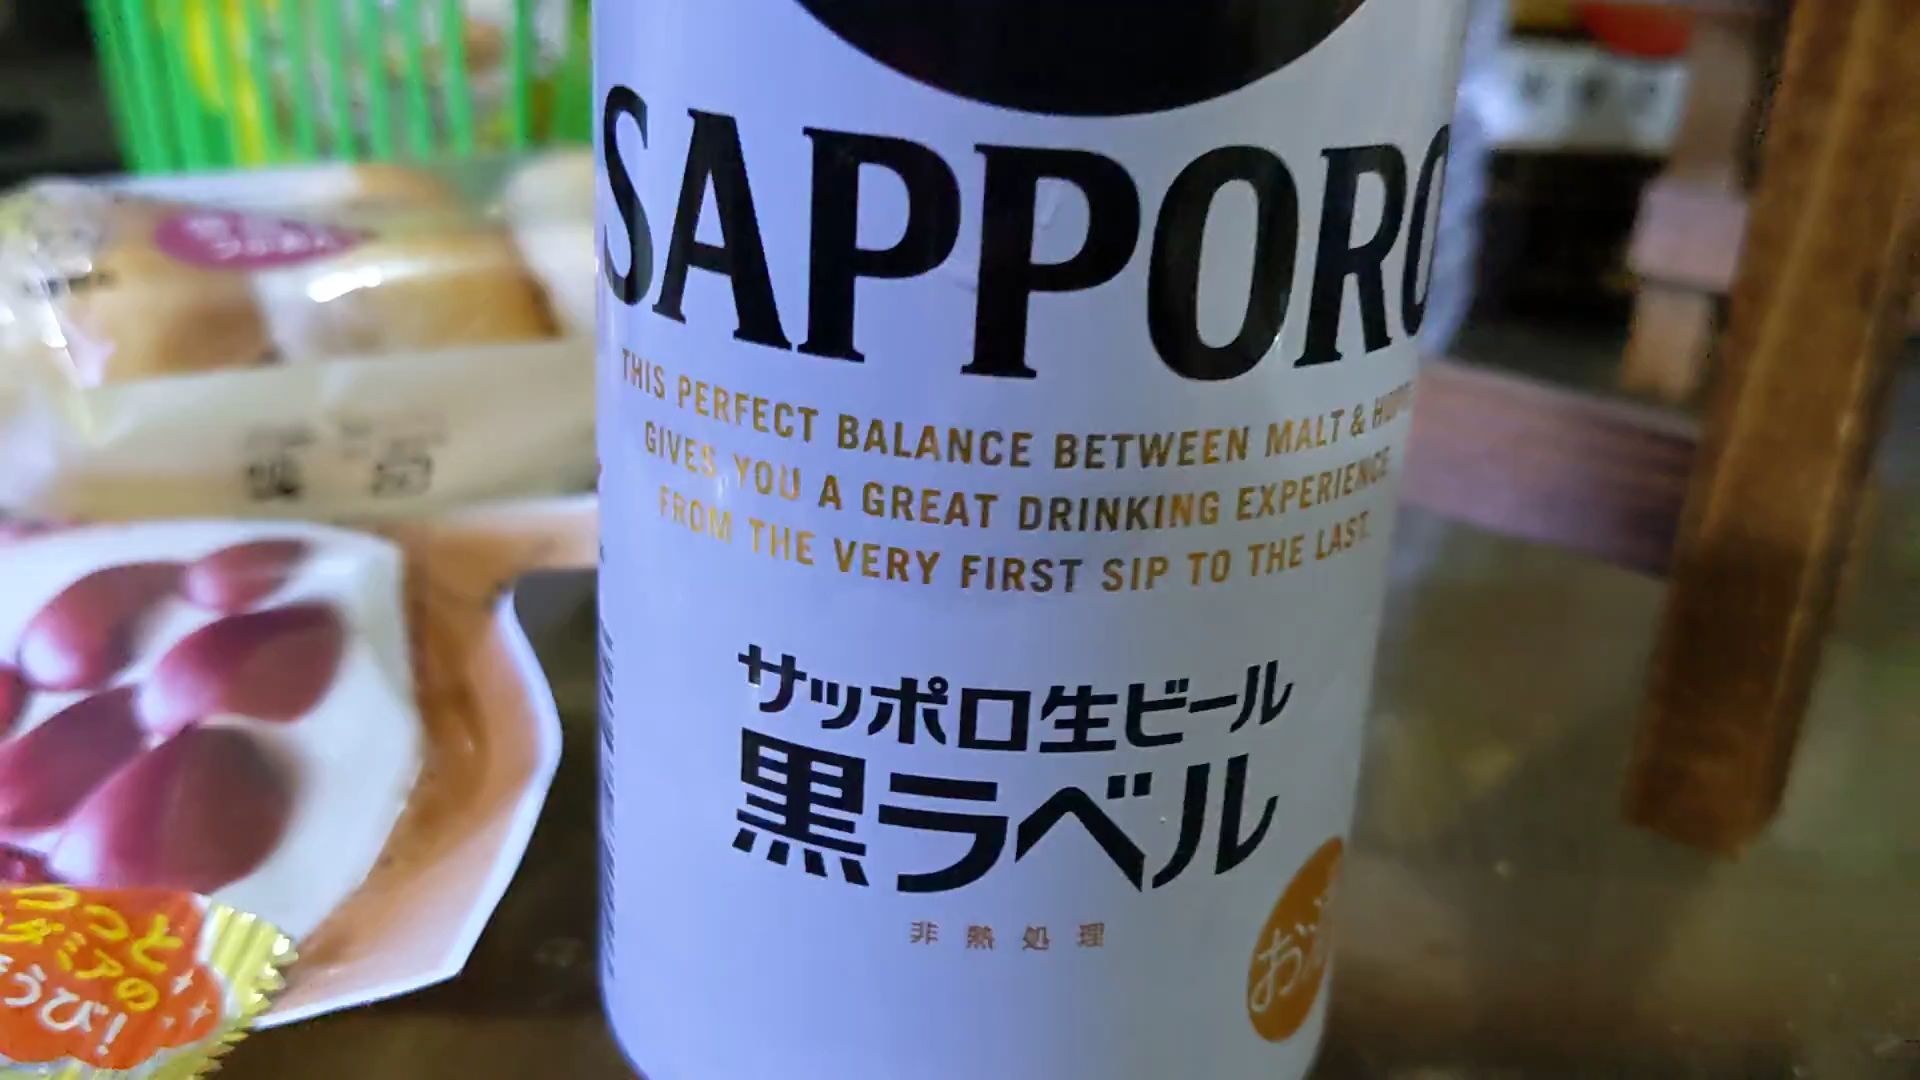 SAPPORO
THIS PERFECT BALANCE BETWEEN MALT &
GIVES YOU A GREAT DRINKING EXPERIENCE
FROM THE VERY FIRST SIP TO THE LAST.
サッポロ生ビール
黒ラベル
非熱処理